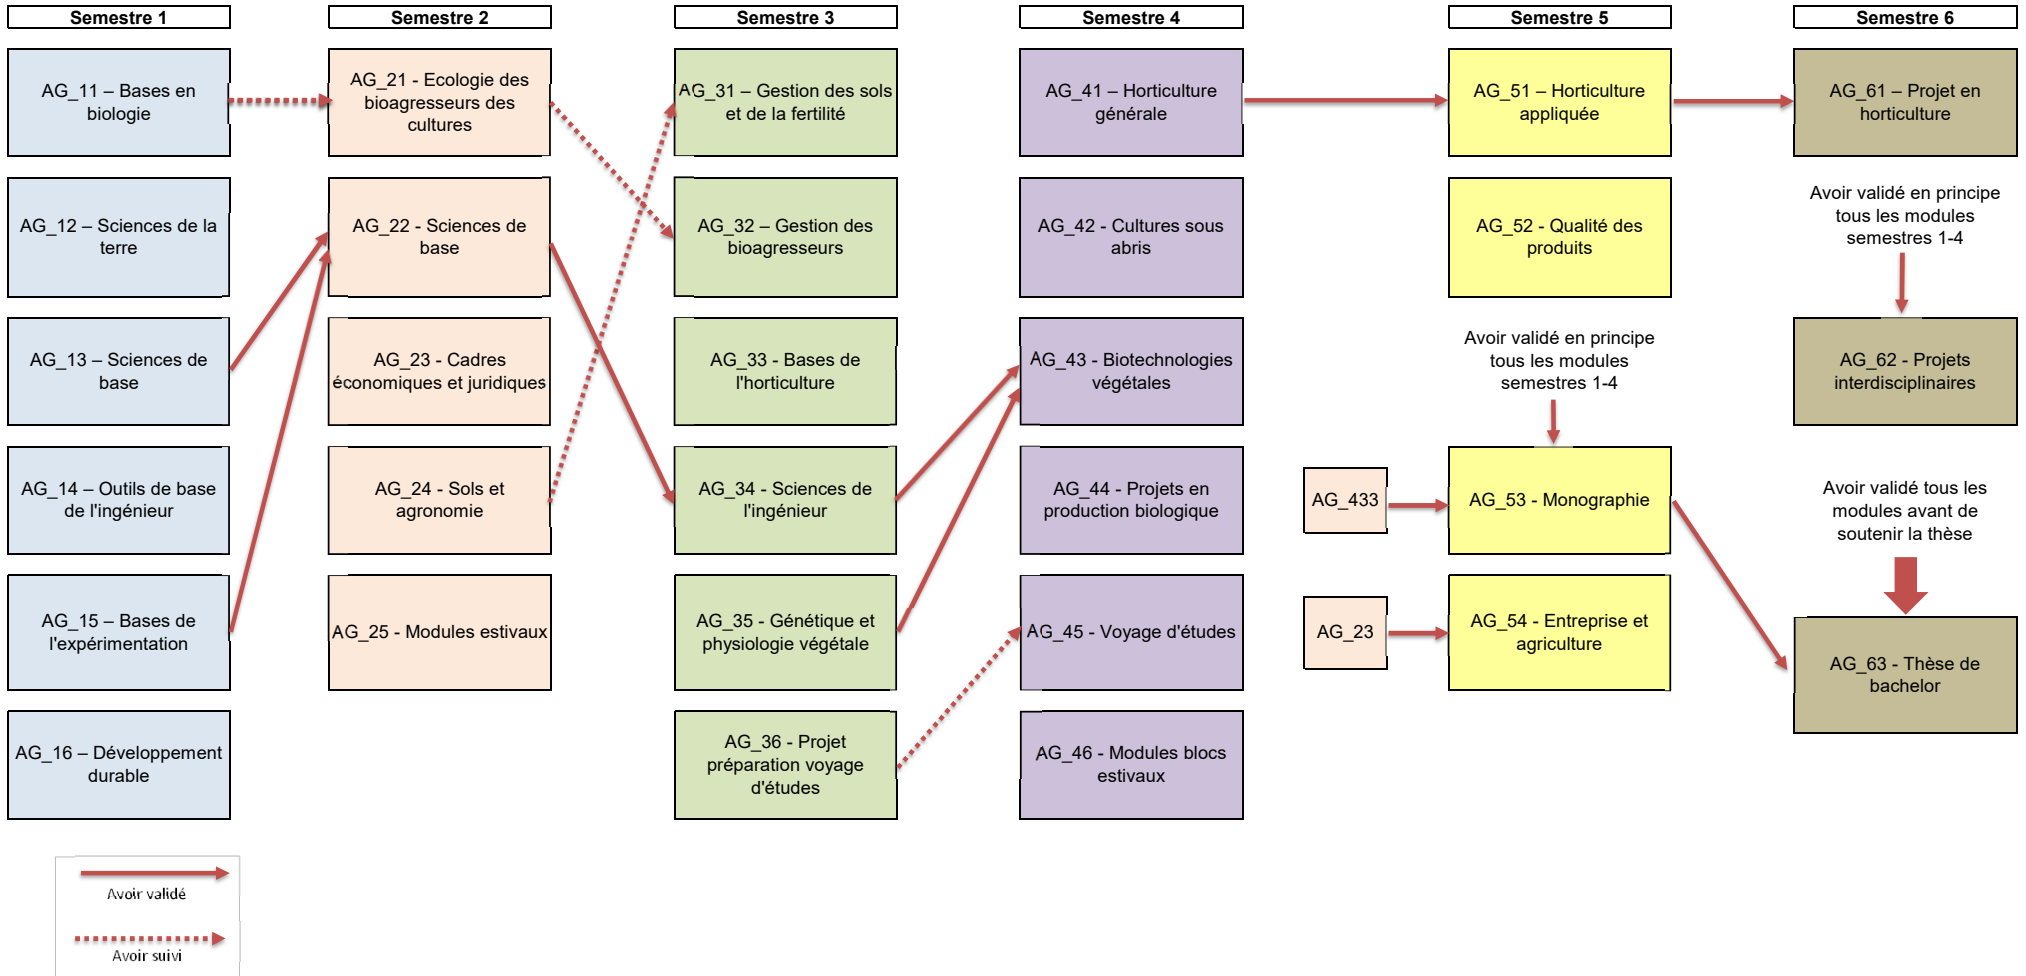 Semestre 1
Semestre 2
Semestre 3
Semestre 4
Semestre 5
Semestre 6
AG_11 – Bases en
biologie
AG_21 - Ecologie des
bioagresseurs des
cultures
AG_31 – Gestion des sols
et de la fertilité
AG_41 – Horticulture
générale
AG_51 – Horticulture
appliquée
AG_61 – Projet en
horticulture
AG_12 – Sciences de la
terre
AG_22 - Sciences de
base
AG_32 – Gestion des
bioagresseurs
AG_42 – Cultures sous
abris
AG_52 - Qualité des
produits
Avoir validé en principe
tous les modules
semestres 1-4
AG_13 – Sciences de
base
AG_23 - Cadres
économiques et juridiques
AG_33 - Bases de
l'horticulture
AG_43 - Biotechnologies
végétales
Avoir validé en principe
tous les modules
semestres 1-4
AG_62 - Projets
interdisciplinaires
AG_14 – Outils de base
de l'ingénieur
AG_24 - Sols et
agronomie
AG_34 - Sciences de
l'ingénieur
AG_44 - Projets en
production biologique
AG_433
AG_53 - Monographie
Avoir validé tous les
modules avant de
soutenir la thèse
AG_15 – Bases de
l'expérimentation
AG_25 - Modules estivaux
AG_35 - Génétique et
physiologie végétale
AG_45 - Voyage d'études
AG_23
AG_54 - Entreprise et
agriculture
AG_63 - Thèse de
bachelor
AG_16 – Développement
durable
AG_36 - Projet
préparation voyage
d'études
AG_46 - Modules blocs
estivaux
Avoir validé
Avoir suivi